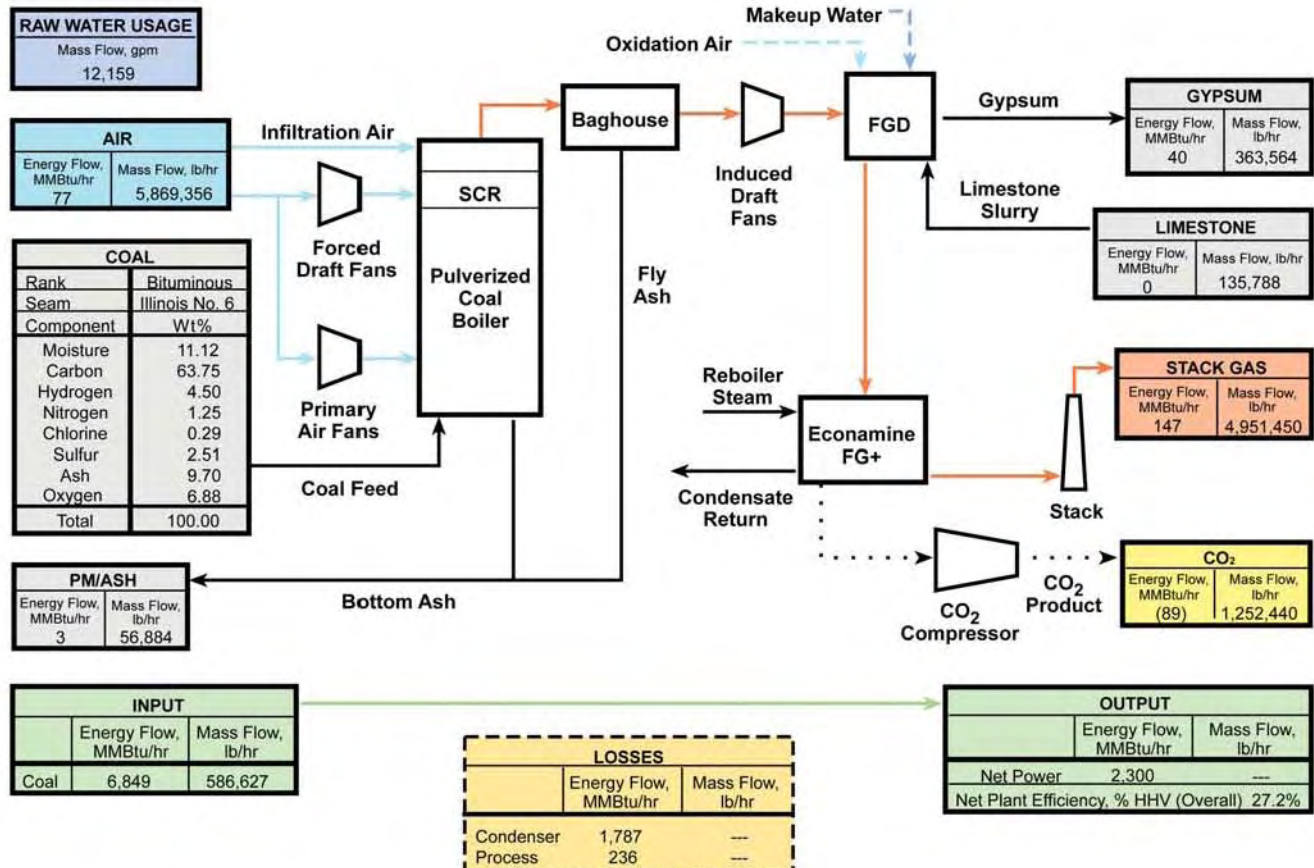 RAW WATER USAGE
Mass Flow, gpm
12,159
Makeup Water
Oxidation Air
AIR
Energy Flow, MMBtu/hr
77
Mass Flow, lb/hr
5,869,356
Infiltration Air
Forced
Draft Fans
Primary
Air Fans
SCR
Pulverized
Coal
Boiler
Baghouse
Induced
Draft
Fans
FGD
Gypsum
GYPSUM
Energy Flow, MMBtu/hr
40
Mass Flow, lb/hr
363,564
Limestone
Slurry
LIMESTONE
Energy Flow, MMBtu/hr
0
Mass Flow, lb/hr
135,788
COAL
Rank Bituminous
Seam Illinois No. 6
Component Wt%
Moisture 11.12
Carbon 63.75
Hydrogen 4.50
Nitrogen 1.25
Chlorine 0.29
Sulfur 2.51
Ash 9.70
Oxygen 6.88
Total 100.00
Coal Feed
Fly
Ash
Reboiler
Steam
Econamine
FG+
Condensate
Return
Stack
STACK GAS
Energy Flow, MMBtu/hr
147
Mass Flow, lb/hr
4,951,450
CO₂
Compressor
CO₂
Product
CO₂
Energy Flow, MMBtu/hr
(89)
Mass Flow, lb/hr
1,252,440
PM/ASH
Energy Flow, MMBtu/hr
3
Mass Flow, lb/hr
56,884
Bottom Ash
INPUT
Energy Flow, MMBtu/hr
Mass Flow, lb/hr
Coal 6,849 586,627
LOSSES
Energy Flow, MMBtu/hr
Mass Flow, lb/hr
Condenser 1,787 ---
Process 236 ---
OUTPUT
Energy Flow, MMBtu/hr
Mass Flow, lb/hr
Net Power 2,300 ---
Net Plant Efficiency, % HHV (Overall) 27.2%